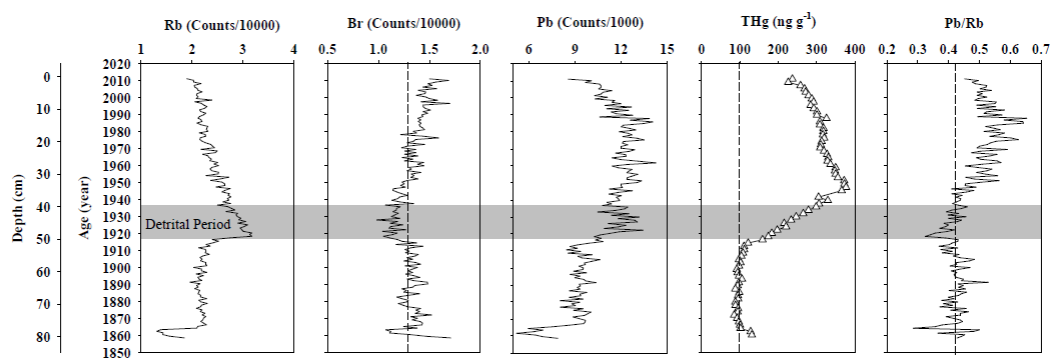 Rb (Counts/10000)
Br (Counts/10000)
Pb (Counts/1000)
THg (ng g-1)
Pb/Rb
1 2 3 4
0.5 1.0 1.5 2.0
6 9 12 15
0 100 200 300 400
0.2 0.3 0.4 0.5 0.6 0.7
Depth (cm)
0
10
20
30
40
50
60
70
80
Age (year)
2020
2010
2000
1990
1980
1970
1960
1950
1940
1930
1920
1910
1900
1890
1880
1870
1860
1850
Detrital Period